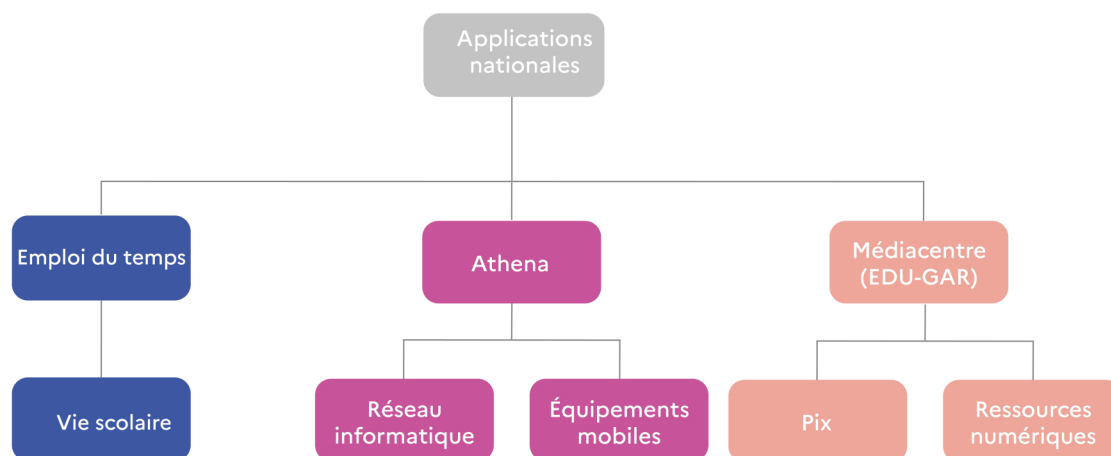 Applications
nationales
Emploi du temps
Athena
Médiacentre
(EDU-GAR)
Vie scolaire
Réseau
informatique
Équipements
mobiles
Pix
Ressources
numériques